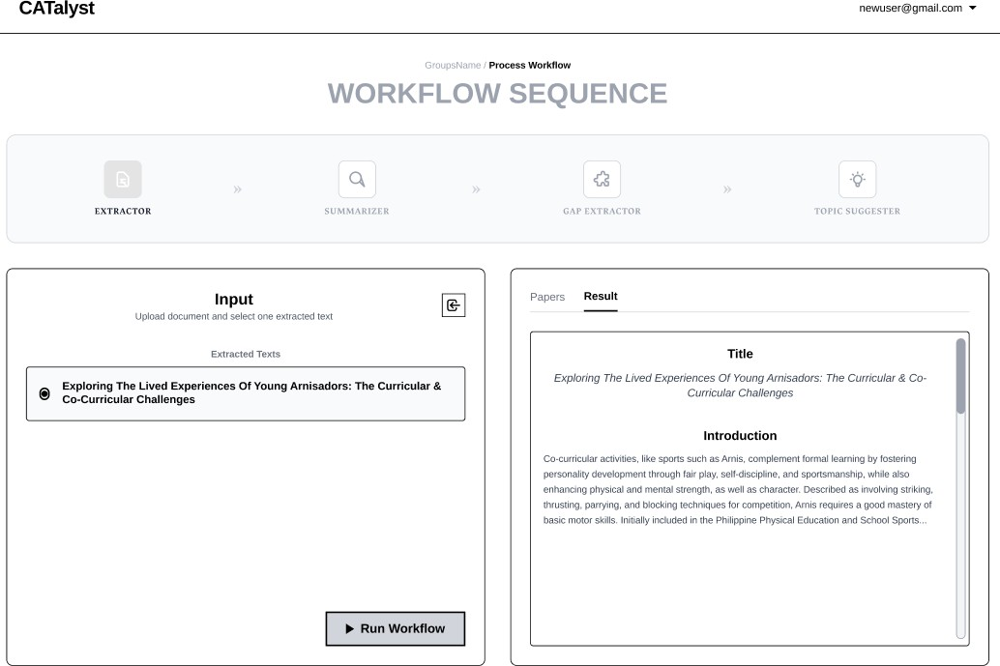 CATalyst
newuser@gmail.com
GroupsName / Process Workflow
WORKFLOW SEQUENCE
EXTRACTOR
»
SUMMARIZER
»
GAP EXTRACTOR
»
TOPIC SUGGESTER
Input
Upload document and select one extracted text
Extracted Texts
Exploring The Lived Experiences Of Young Arnisadors: The Curricular &
Co-Curricular Challenges
Run Workflow
Papers
Result
Title
Exploring The Lived Experiences Of Young Arnisadors: The Curricular & Co-
Curricular Challenges
Introduction
Co-curricular activities, like sports such as Arnis, complement formal learning by fostering
personality development through fair play, self-discipline, and sportsmanship, while also
enhancing physical and mental strength, as well as character. Described as involving striking,
thrusting, parrying, and blocking techniques for competition, Arnis requires a good mastery of
basic motor skills. Initially included in the Philippine Physical Education and School Sports...